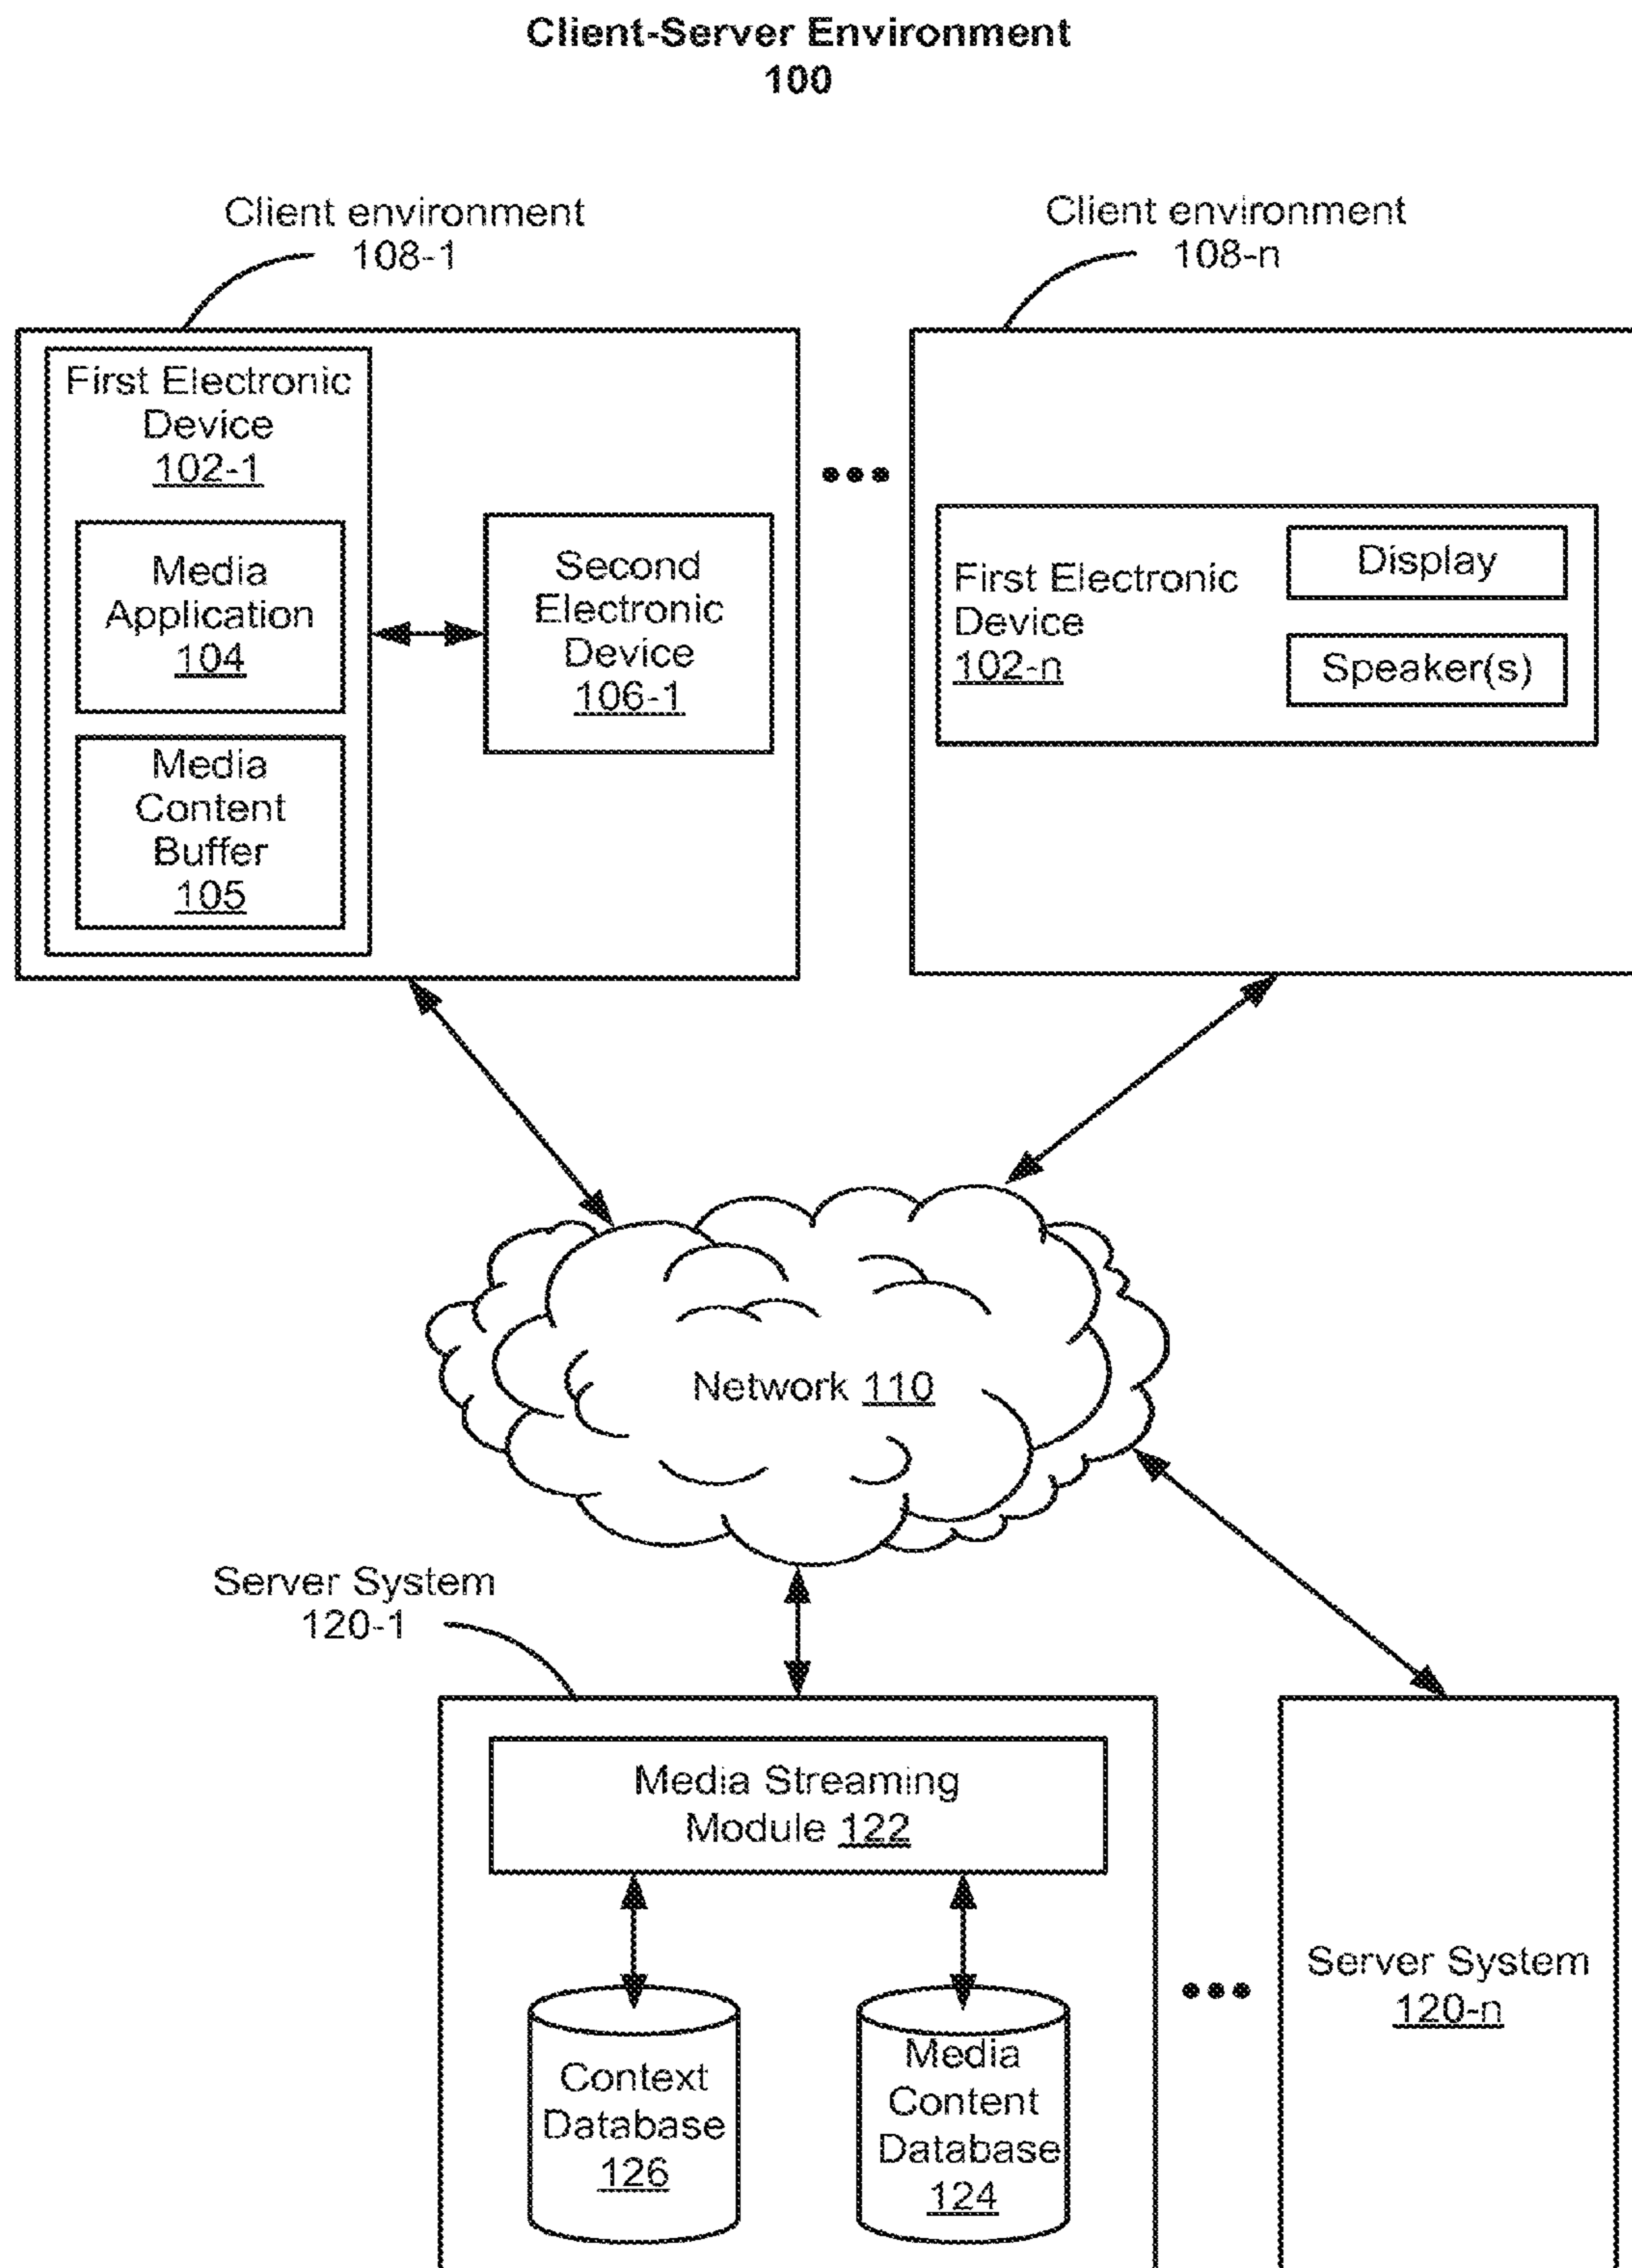 Client-Server Environment
100
Client environment
108-1
Client environment
108-n
First Electronic
Device
102-1
Media
Application
104
Media
Content
Buffer
105
Second
Electronic
Device
106-1
First Electronic
Device
102-n
Display
Speaker(s)
Network 110
Server System
120-1
Media Streaming
Module 122
Context
Database
126
Media
Content
Database
124
Server System
120-n